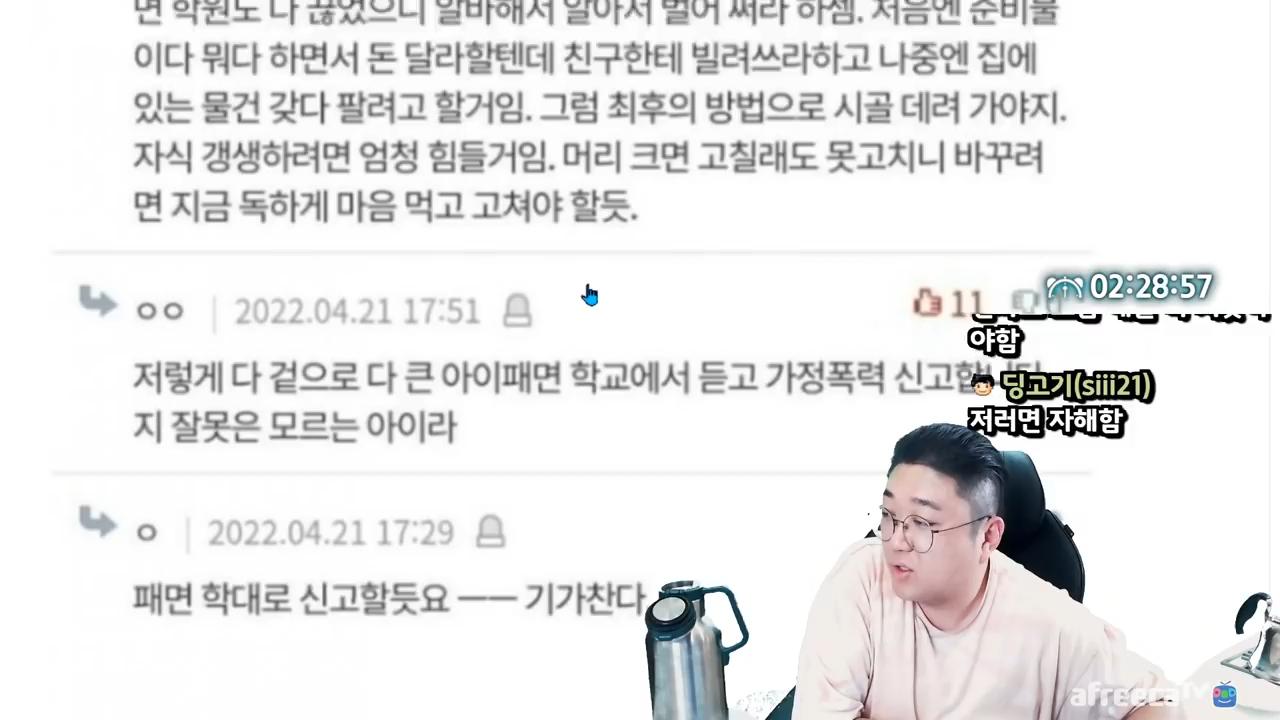 면 학원도 다 끊었으니 알바해서 알아서 벌어 써라 하셈. 처음엔 준비물
이다 뭐다 하면서 돈 달라할텐데 친구한테 빌려쓰라하고 나중엔 집에
있는 물건 갖다 팔려고 할거임. 그럼 최후의 방법으로 시골 데려 가야지.
자식 갱생하려면 엄청 힘들거임. 머리 크면 고칠래도 못고치니 바꾸려
면 지금 독하게 마음 먹고 고쳐야 할듯.
ㅇㅇ 2022.04.21 17:51 11
02:28:57
야함
저렇게 다 겉으로 다 큰 아이패면 학교에서 듣고 가정폭력 신고합
지 잘못은 모르는 아이라
딩고기(siii21)
저러면 자해함
ㅇ 2022.04.21 17:29
패면 학대로 신고할듯요 ㅡㅡ 기가찬다
afreecaTV